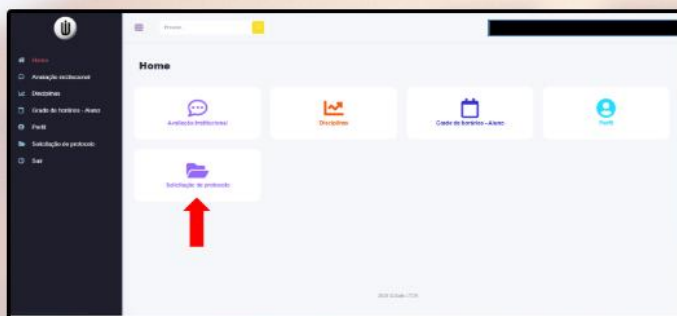 Home
Avaliação Institucional
Disciplinas
Grade de horários - Aluno
Perfil
Solicitação de protocolo
Sair
Home
Avaliação Institucional
Disciplinas
Grade de horários - Aluno
Perfil
Solicitação de protocolo